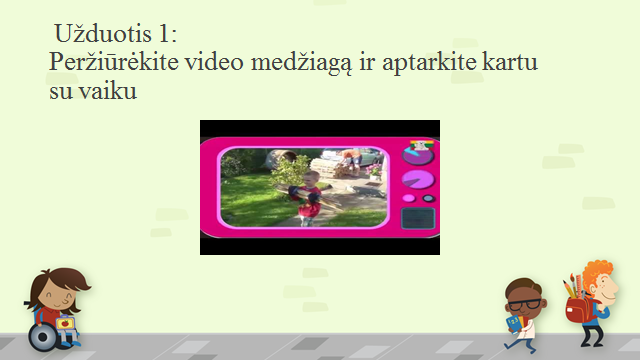 Užduotis 1:
Peržiūrėkite video medžiagą ir aptarkite kartu
su vaiku